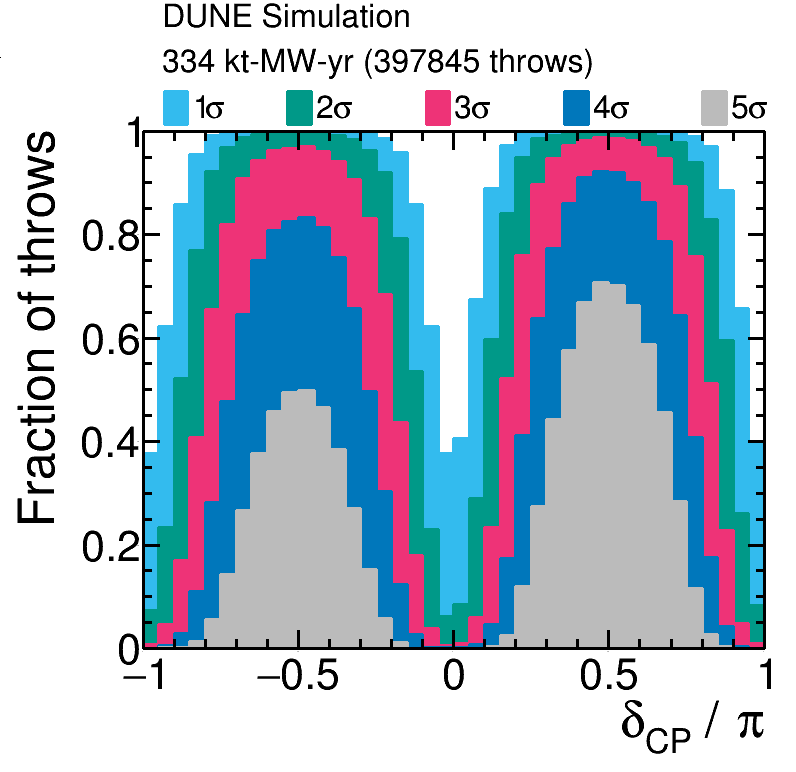 DUNE Simulation
334 kt-MW-yr (397845 throws)
1σ 2σ 3σ 4σ 5σ
Fraction of throws
1
0.8
0.6
0.4
0.2
0
−1 −0.5 0 0.5 1
δCP / π